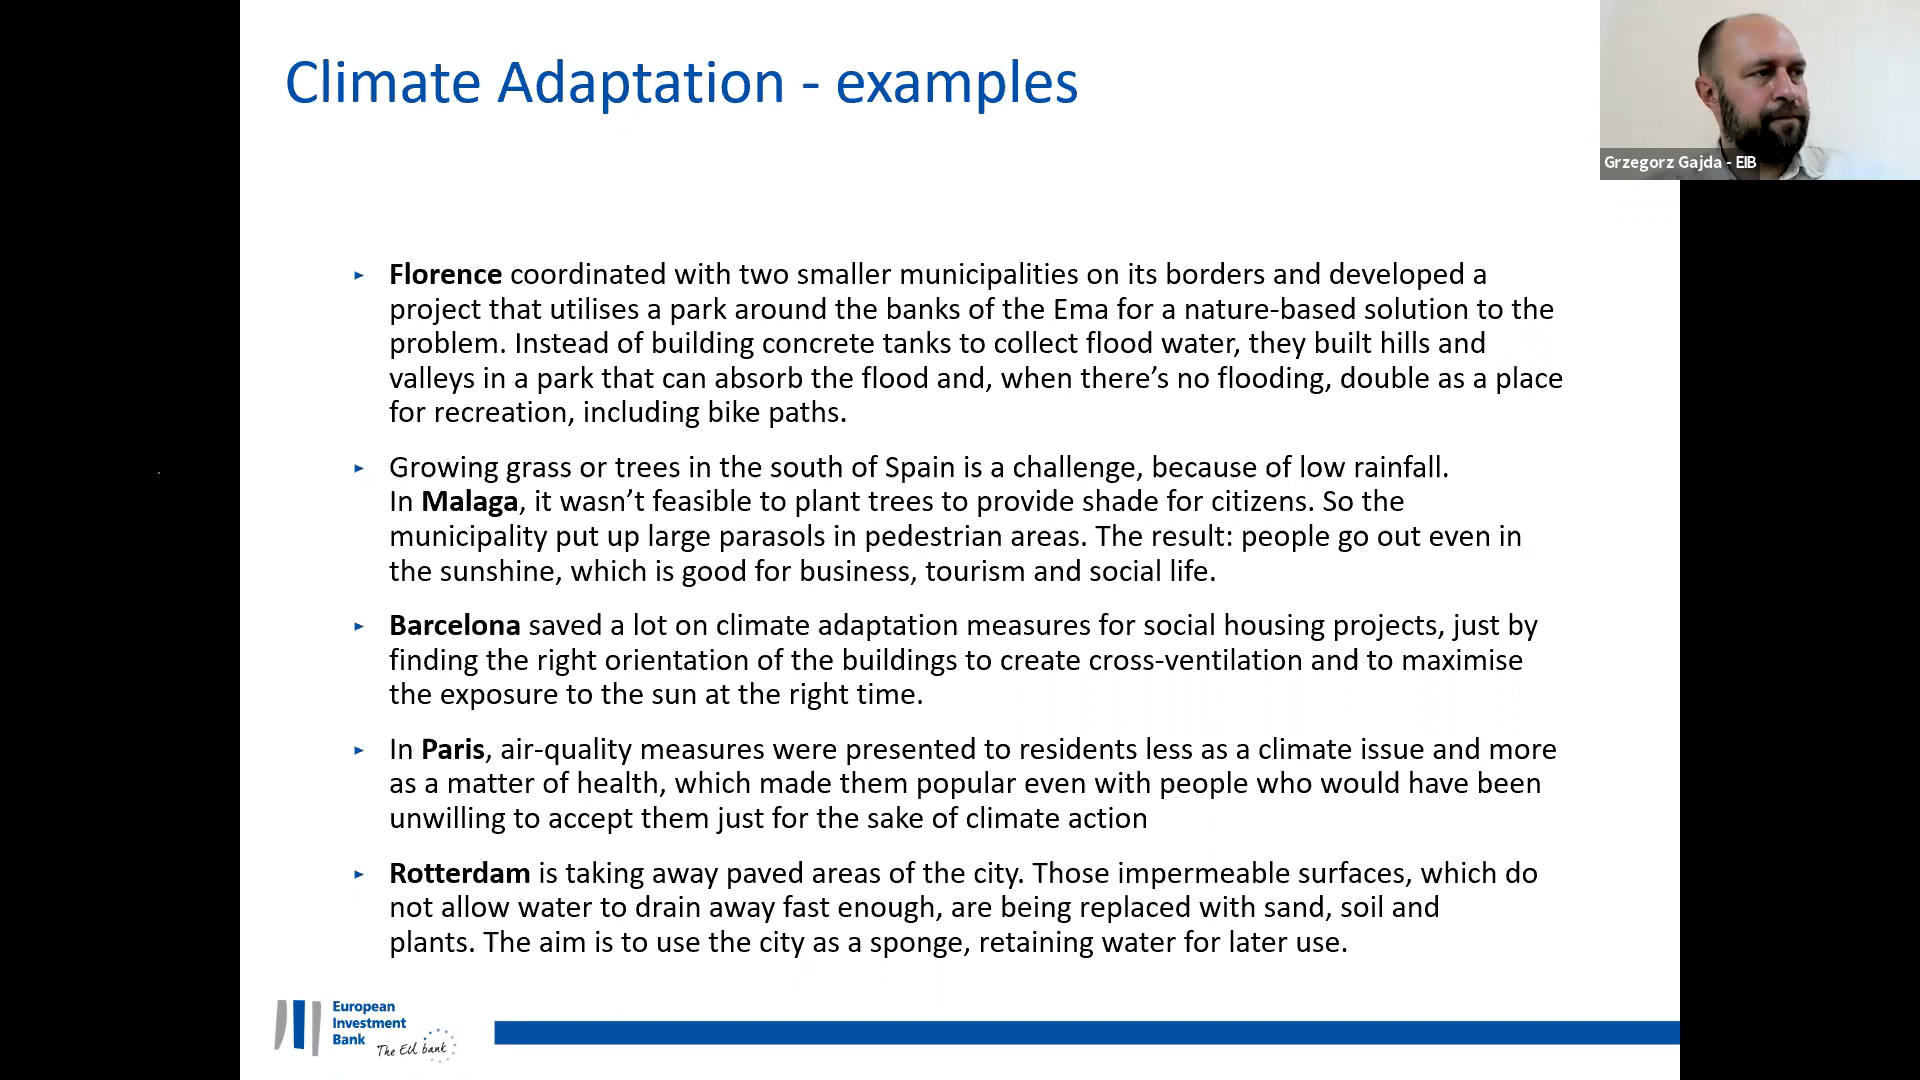 Climate Adaptation - examples
Grzegorz Gajda - EIB
► Florence coordinated with two smaller municipalities on its borders and developed a
project that utilises a park around the banks of the Ema for a nature-based solution to the
problem. Instead of building concrete tanks to collect flood water, they built hills and
valleys in a park that can absorb the flood and, when there’s no flooding, double as a place
for recreation, including bike paths.
► Growing grass or trees in the south of Spain is a challenge, because of low rainfall.
In Malaga, it wasn’t feasible to plant trees to provide shade for citizens. So the
municipality put up large parasols in pedestrian areas. The result: people go out even in
the sunshine, which is good for business, tourism and social life.
► Barcelona saved a lot on climate adaptation measures for social housing projects, just by
finding the right orientation of the buildings to create cross-ventilation and to maximise
the exposure to the sun at the right time.
► In Paris, air-quality measures were presented to residents less as a climate issue and more
as a matter of health, which made them popular even with people who would have been
unwilling to accept them just for the sake of climate action
► Rotterdam is taking away paved areas of the city. Those impermeable surfaces, which do
not allow water to drain away fast enough, are being replaced with sand, soil and
plants. The aim is to use the city as a sponge, retaining water for later use.
European
Investment
Bank
The EU bank